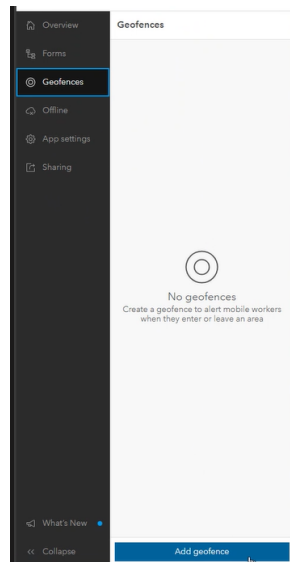 Overview
Geofences
Forms
Geofences
Offline
App settings
Sharing
No geofences
Create a geofence to alert mobile workers
when they enter or leave an area
What's New
Collapse
Add geofence